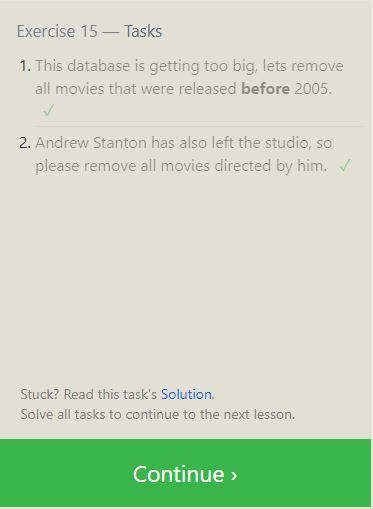 Exercise 15 — Tasks
1. This database is getting too big, lets remove
all movies that were released before 2005.
✓
2. Andrew Stanton has also left the studio, so
please remove all movies directed by him. ✓
Stuck? Read this task's Solution.
Solve all tasks to continue to the next lesson.
Continue ›